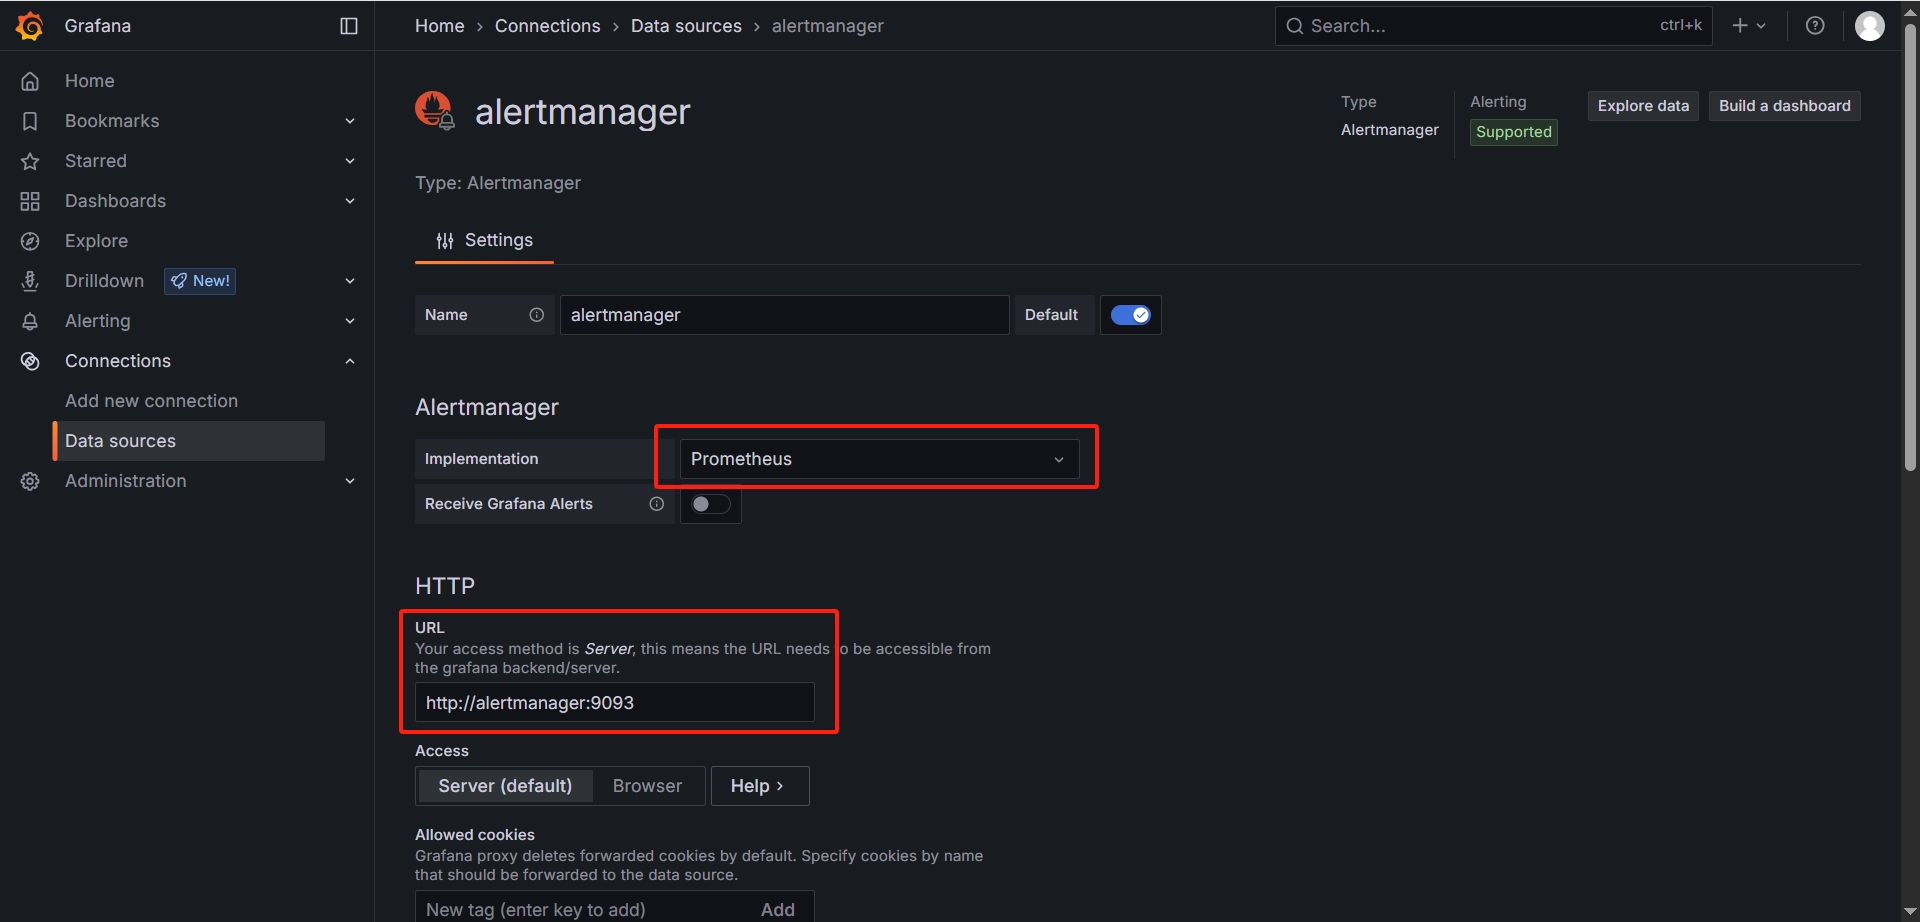 Grafana
Home › Connections › Data sources › alertmanager
Search...
ctrl+k
Home
Bookmarks
Starred
Dashboards
Explore
Drilldown
New!
Alerting
Connections
Add new connection
Data sources
Administration
alertmanager
Type
Alertmanager
Alerting
Supported
Explore data
Build a dashboard
Type: Alertmanager
Settings
Name
alertmanager
Default
Alertmanager
Implementation
Prometheus
Receive Grafana Alerts
HTTP
URL
Your access method is Server, this means the URL needs to be accessible from
the grafana backend/server.
http://alertmanager:9093
Access
Server (default)
Browser
Help ›
Allowed cookies
Grafana proxy deletes forwarded cookies by default. Specify cookies by name
that should be forwarded to the data source.
New tag (enter key to add)
Add